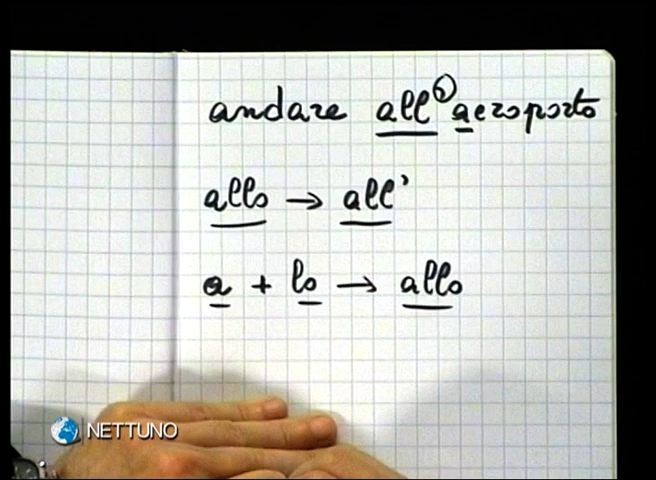 andare all'aeroporto
allo → all'
a + lo → allo
NETTUNO